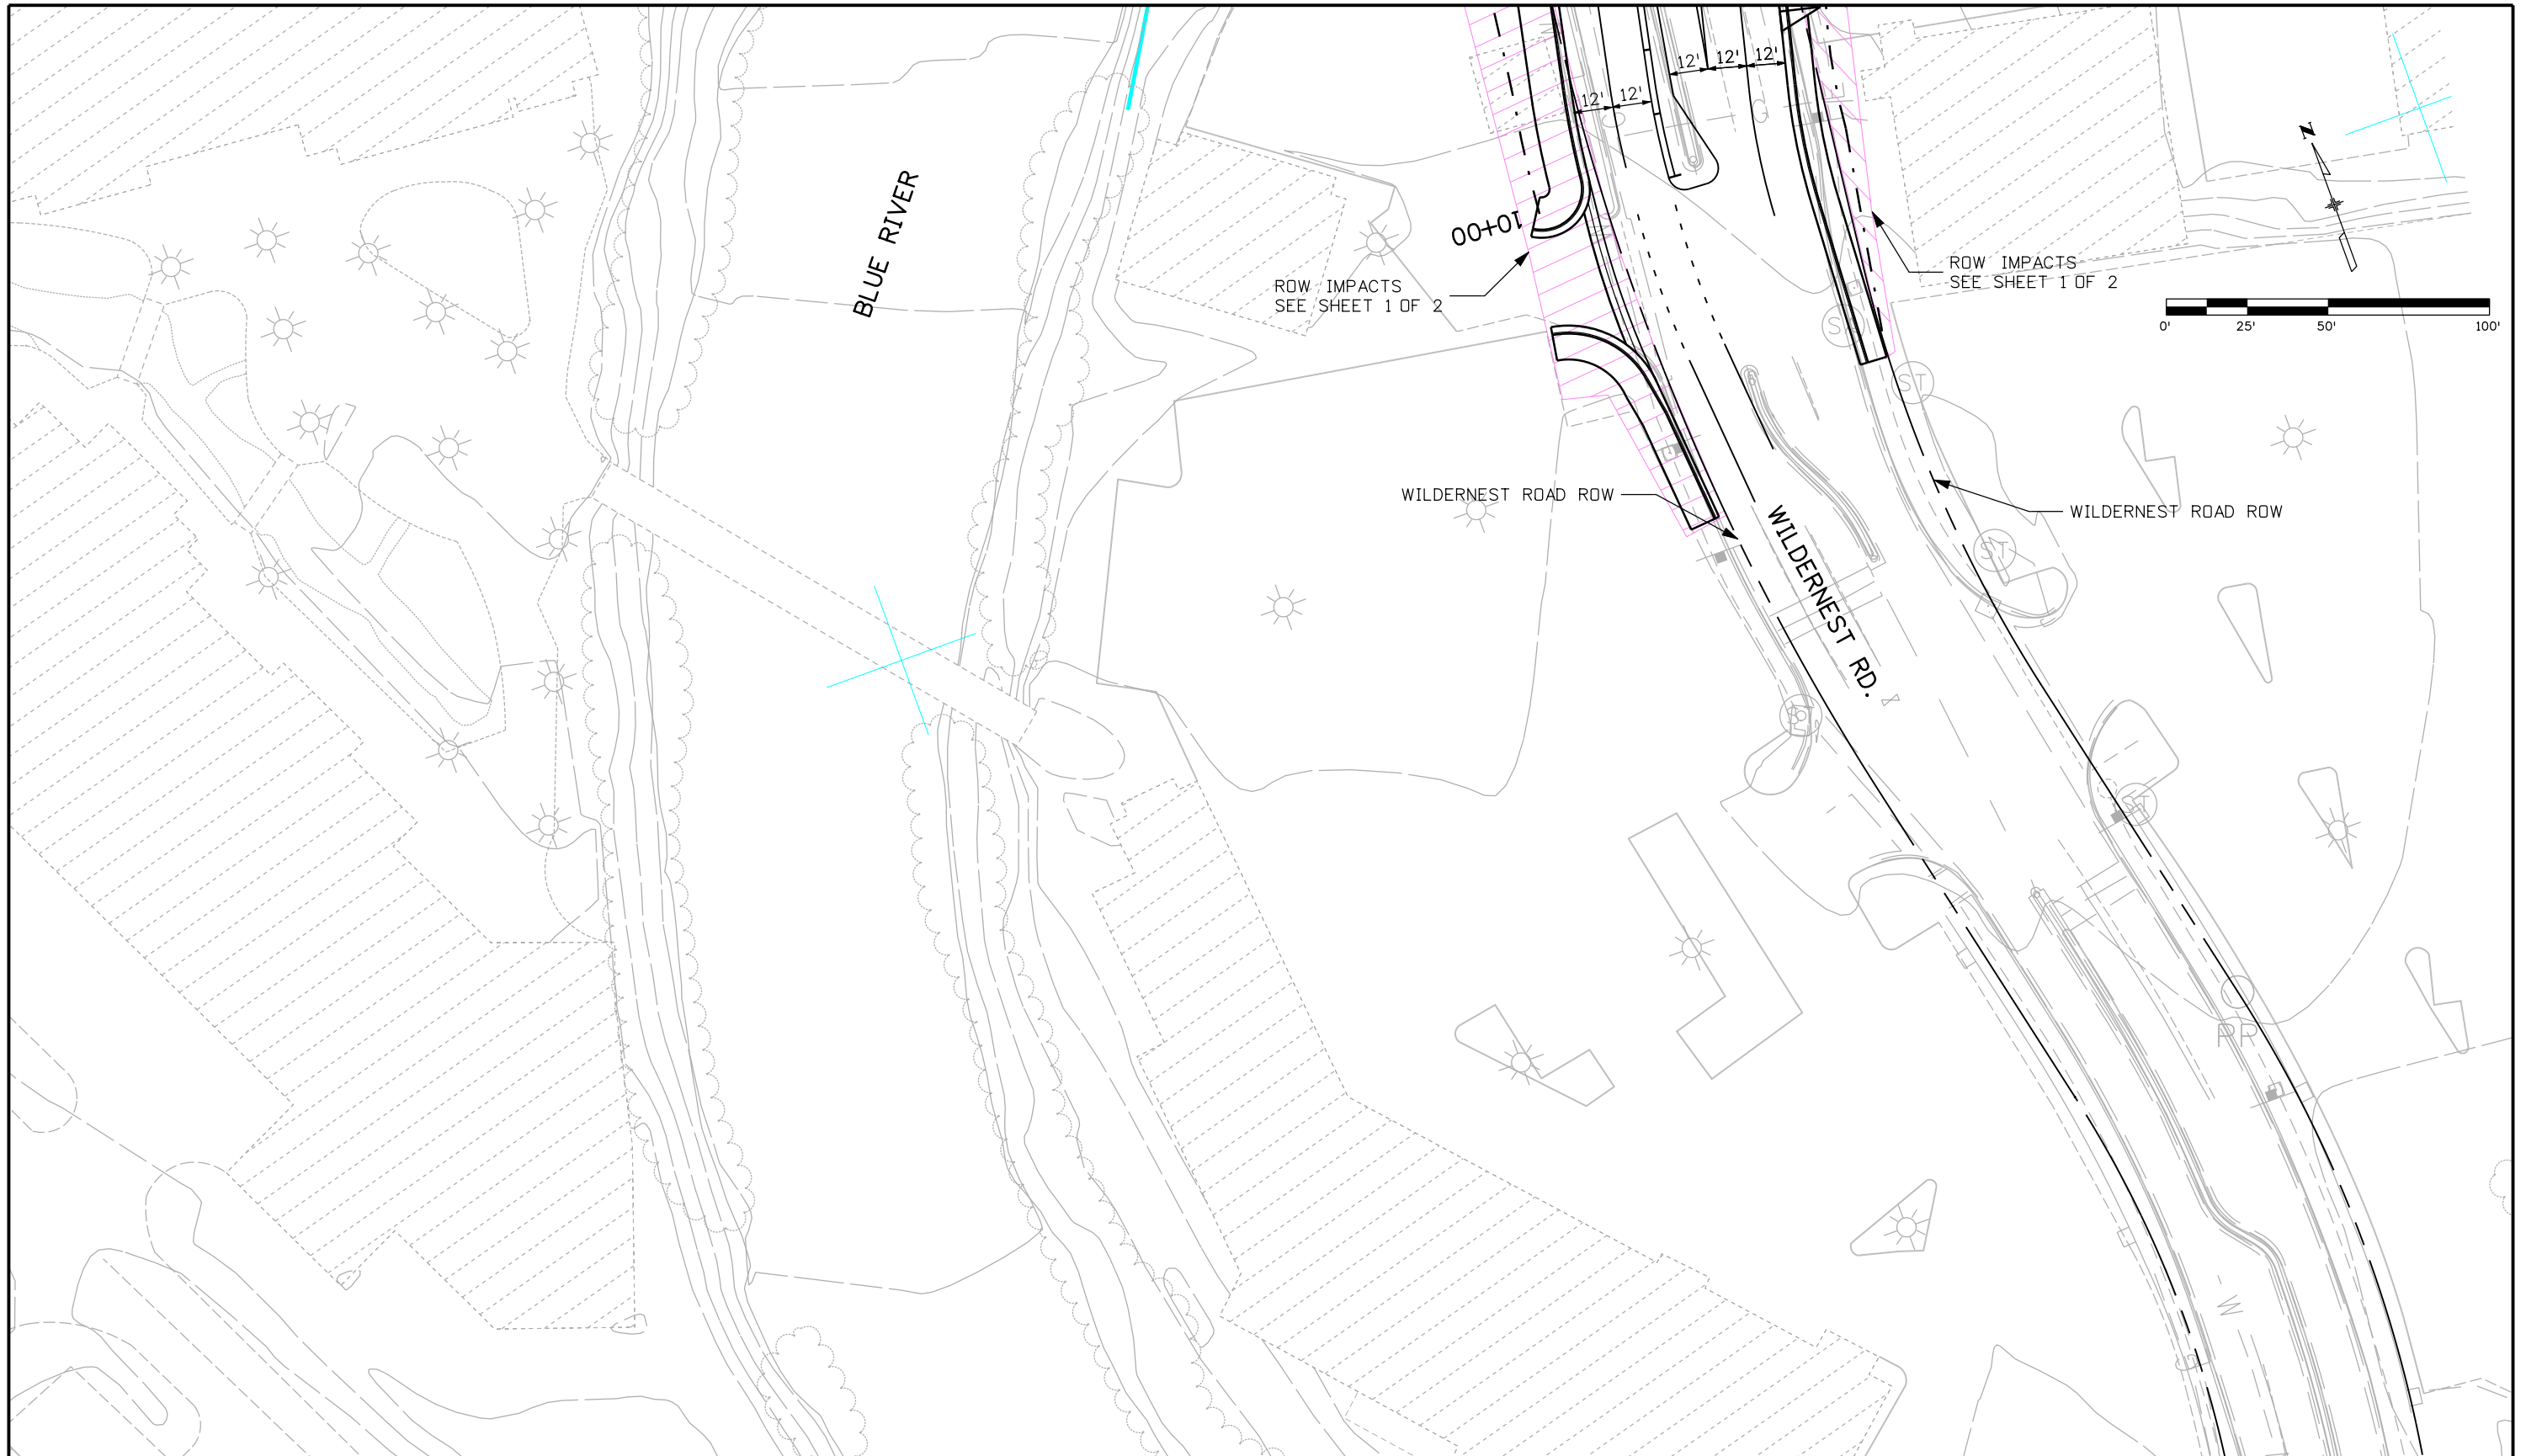 12'
12'
12'
12'
12'
G
BLUE RIVER
N
10+00
ROW IMPACTS
SEE SHEET 1 OF 2
ROW IMPACTS
SEE SHEET 1 OF 2
0'
25'
50'
100'
ST
WILDERNEST ROAD ROW
WILDERNEST ROAD ROW
ST
WILDERNEST RD.
ST
PP
W